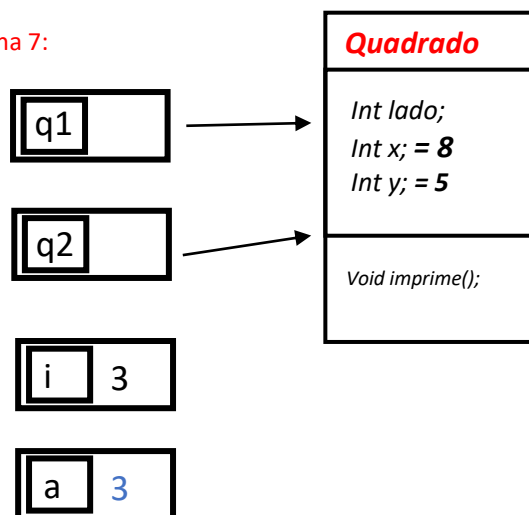 na 7:
Quadrado
q1
Int lado;
Int x; = 8
Int y; = 5
q2
Void imprime();
i 3
a 3